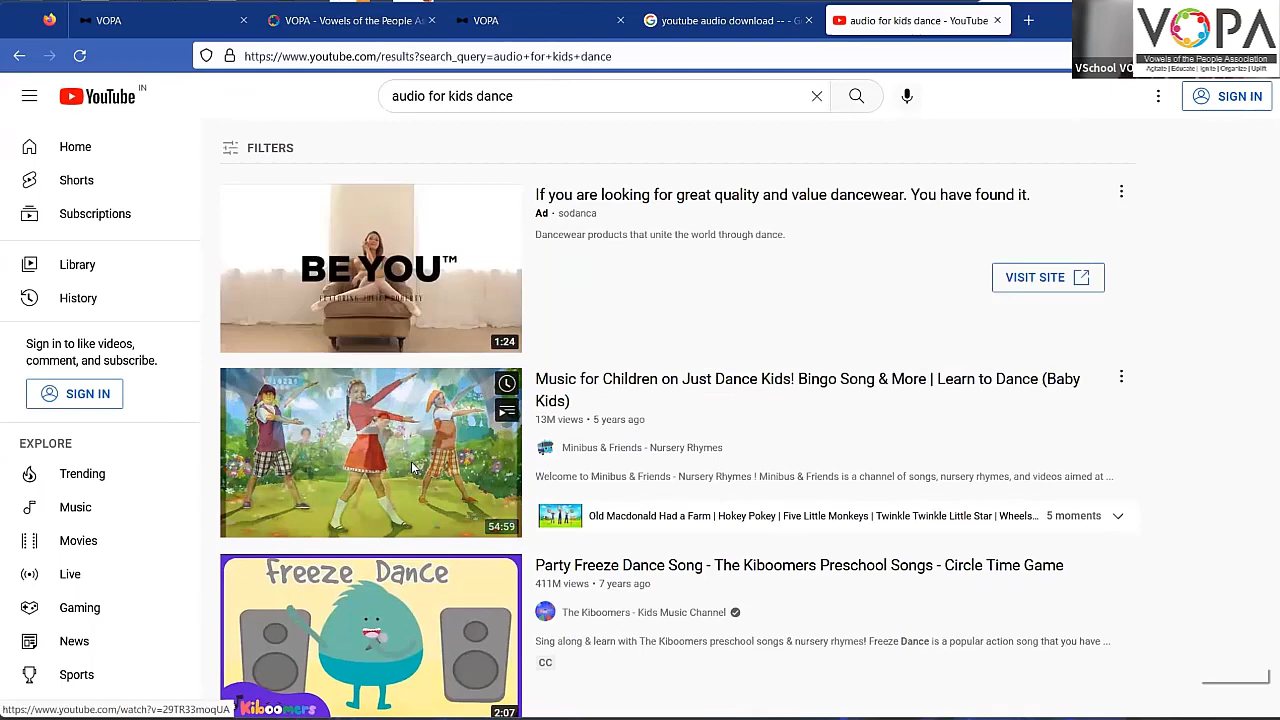 VOPA
VOPA - Vowels of the People As
VOPA
youtube audio download -- - G
audio for kids dance - YouTube
https://www.youtube.com/results?search_query=audio+for+kids+dance
VOPA
Vowels of the People Association
Agitate | Educate | Ignite | Organize | Uplift
VSchool VO
YouTube IN
audio for kids dance
SIGN IN
Home
Shorts
Subscriptions
Library
History
Sign in to like videos,
comment, and subscribe.
SIGN IN
EXPLORE
Trending
Music
Movies
Live
Gaming
News
Sports
https://www.youtube.com/watch?v=29TR33moqUA
FILTERS
BE YOU™
1:24
If you are looking for great quality and value dancewear. You have found it.
Ad · sodanca
Dancewear products that unite the world through dance.
VISIT SITE
54:59
Music for Children on Just Dance Kids! Bingo Song & More | Learn to Dance (Baby
Kids)
13M views • 5 years ago
Minibus & Friends - Nursery Rhymes
Welcome to Minibus & Friends - Nursery Rhymes ! Minibus & Friends is a channel of songs, nursery rhymes, and videos aimed at ...
Old Macdonald Had a Farm | Hokey Pokey | Five Little Monkeys | Twinkle Twinkle Little Star | Wheels... 5 moments
Freeze Dance
Kiboomers
2:07
Party Freeze Dance Song - The Kiboomers Preschool Songs - Circle Time Game
411M views • 7 years ago
The Kiboomers - Kids Music Channel
Sing along & learn with The Kiboomers preschool songs & nursery rhymes! Freeze Dance is a popular action song that you have ...
CC